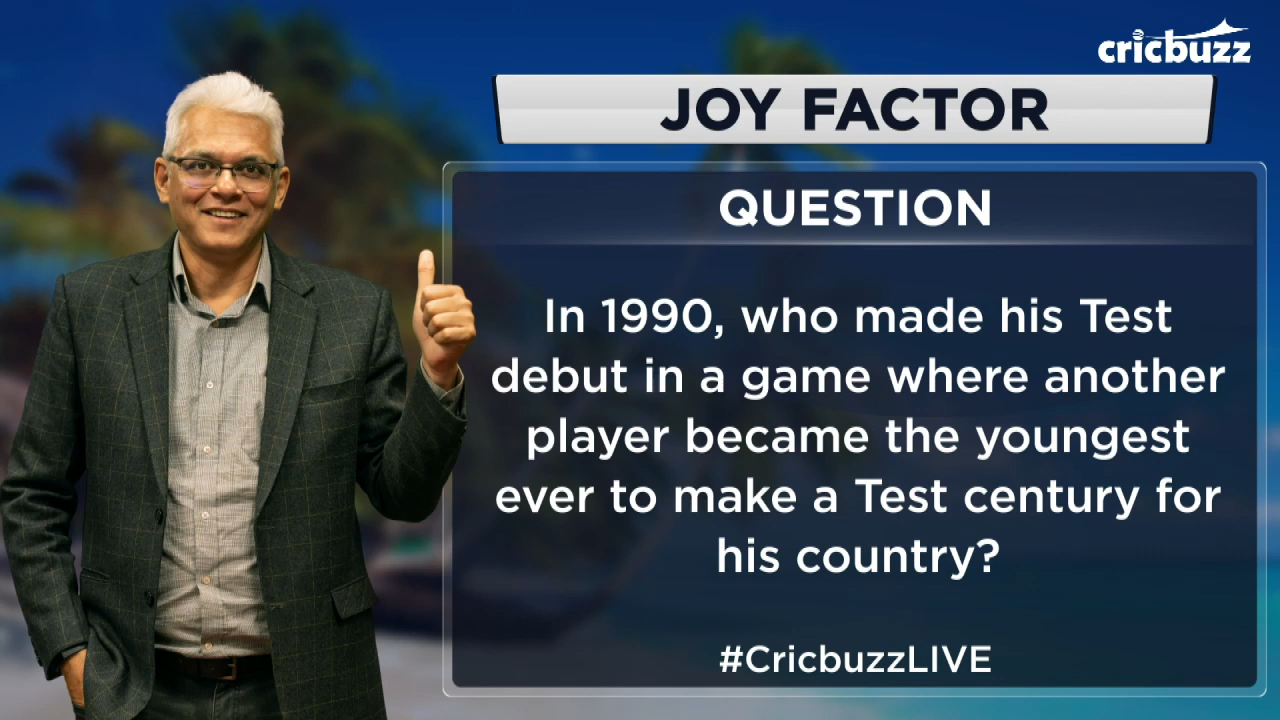 cricbuzz
JOY FACTOR
QUESTION
In 1990, who made his Test
debut in a game where another
player became the youngest
ever to make a Test century for
his country?
#CricbuzzLIVE